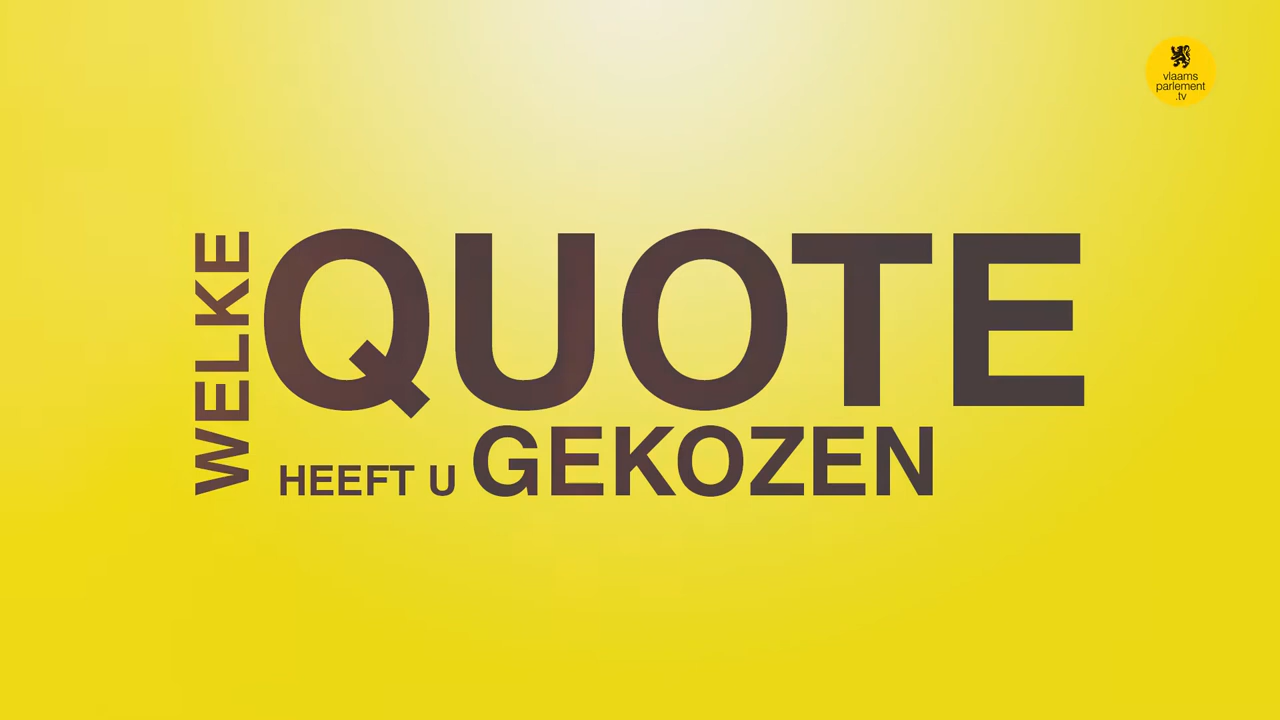 WELKE
QUOTE
HEEFT U GEKOZEN
vlaams
parlement
.tv